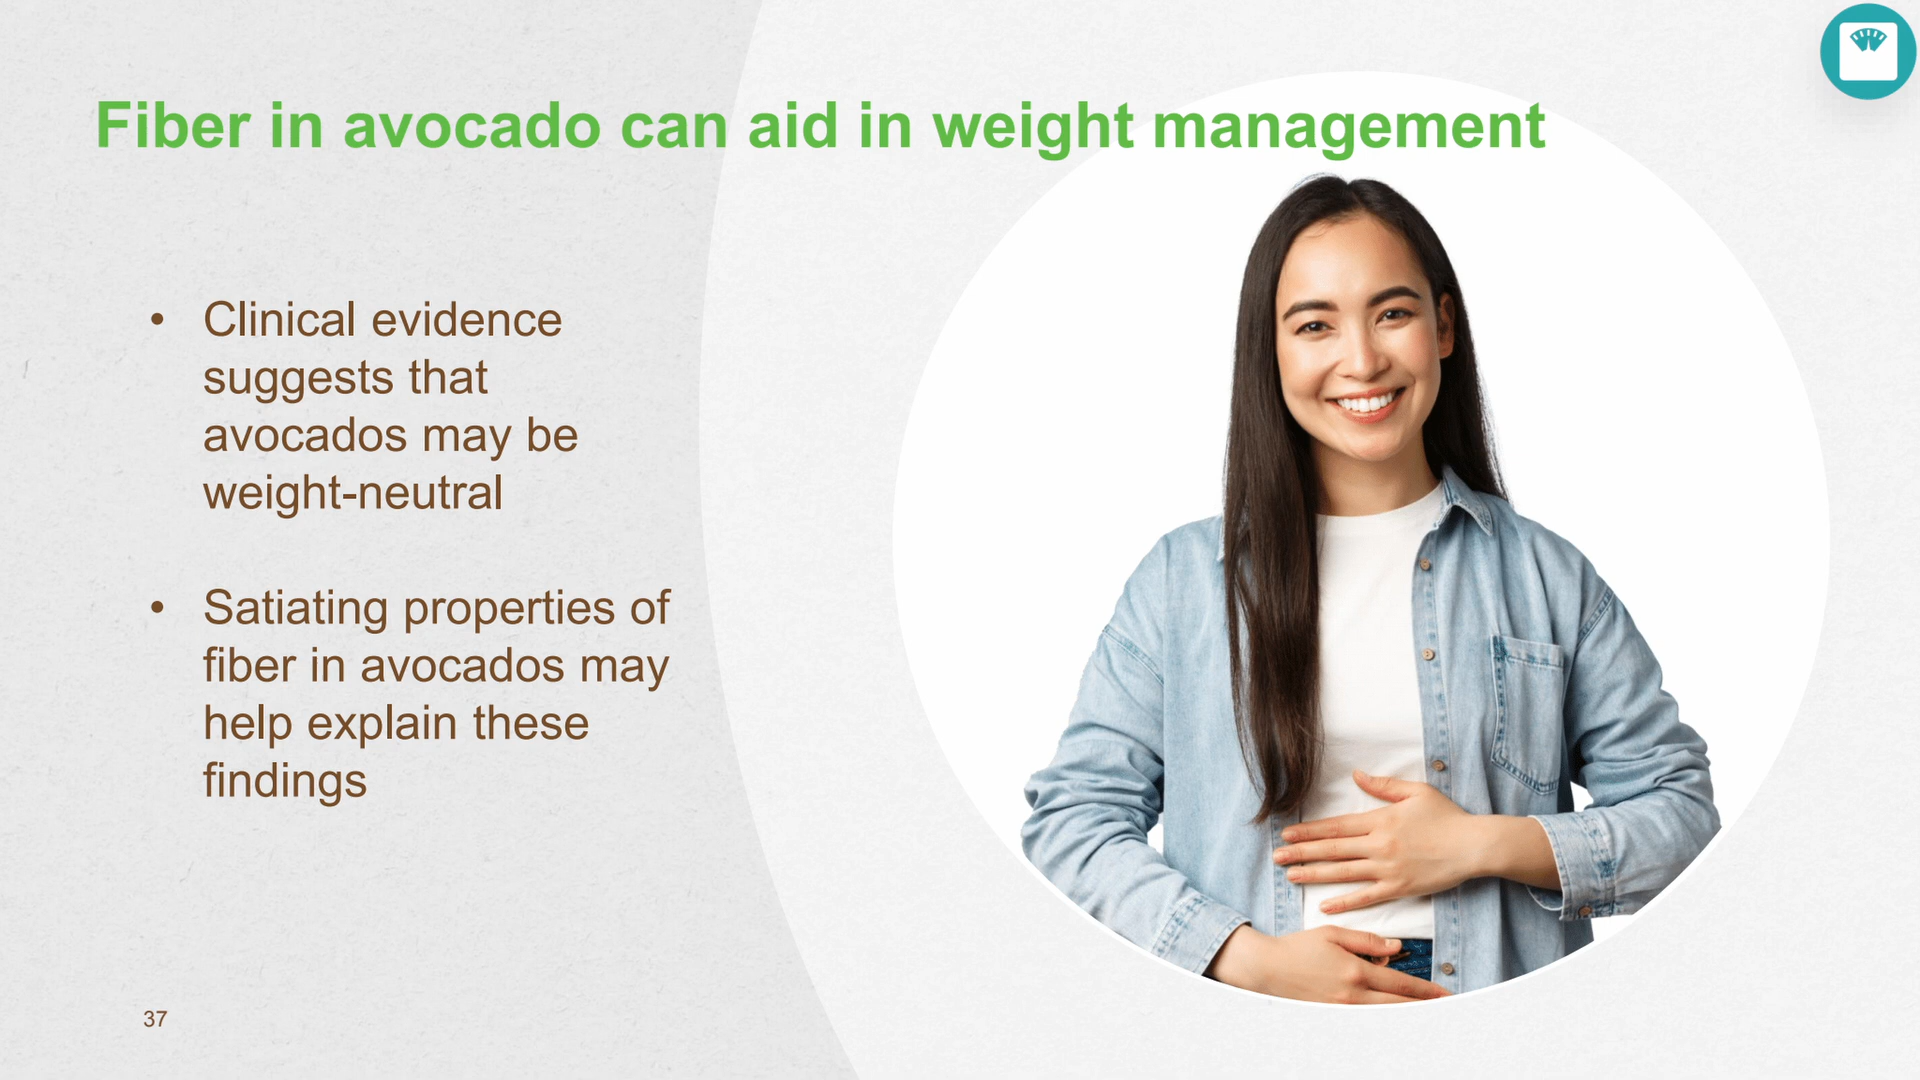 Fiber in avocado can aid in weight management
• Clinical evidence
suggests that
avocados may be
weight-neutral
• Satiating properties of
fiber in avocados may
help explain these
findings
37